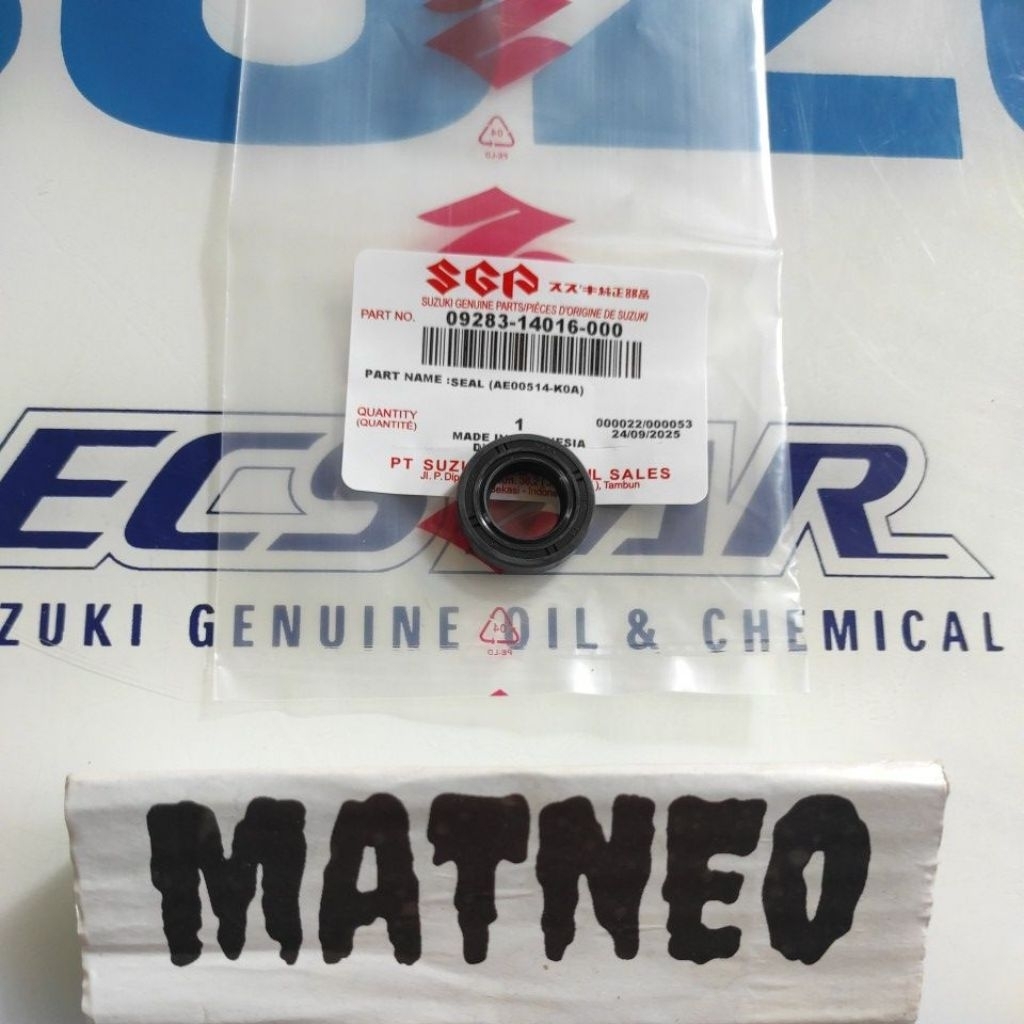 SGP スズキ純正部品
SUZUKI GENUINE PARTS/PIÈCES D'ORIGINE DE SUZUKI
PART NO. 09283-14016-000
PART NAME :SEAL (AE00514-K0A)
QUANTITY 1 000022/000053
(QUANTITÉ) 24/09/2025
MADE IN
PT SALES
Jl. Tambun
ECSTAR
ZUKI GENUINE OIL & CHEMICAL
MATNEO